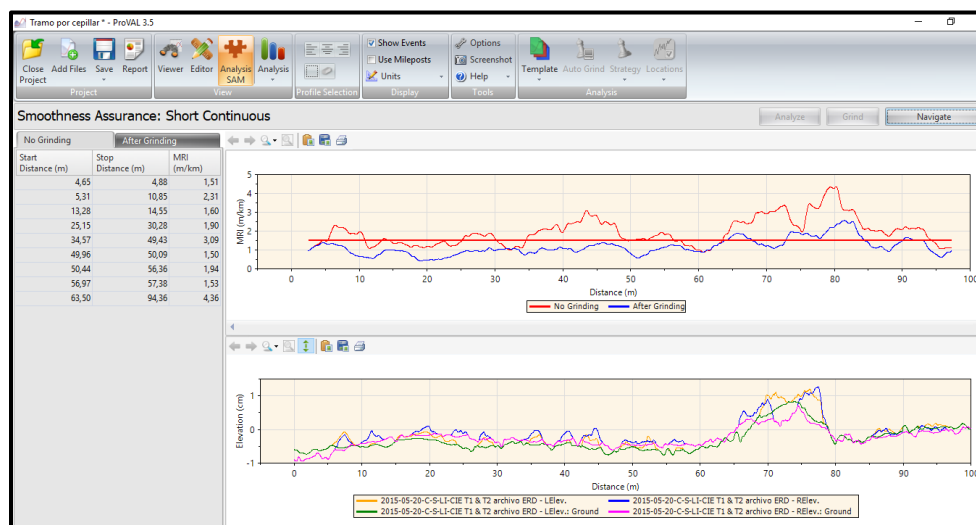 Tramo por cepillar * - ProVAL 3.5
Close Project Add Files Save Report
Project
Viewer Editor Analysis SAM Analysis
View
Profile Selection
Show Events
Use Mileposts
Units
Display
Options
Screenshot
Help
Tools
Template Auto Grind Strategy Locations
Analysis
Smoothness Assurance: Short Continuous
Analyze Grind Navigate
No Grinding After Grinding
Start Distance (m) Stop Distance (m) MRI (m/km)
4,65 4,88 1,51
5,31 10,85 2,31
13,28 14,55 1,60
25,15 30,28 1,90
34,57 49,43 3,09
49,96 50,09 1,50
50,44 56,36 1,94
56,97 57,38 1,53
63,50 94,36 4,36
MRI (m/km)
5
4
3
2
1
0
0 10 20 30 40 50 60 70 80 90 100
Distance (m)
No Grinding After Grinding
Elevation (cm)
1
0
-1
0 10 20 30 40 50 60 70 80 90 100
Distance (m)
2015-05-20-C-S-LI-CIE T1 & T2 archivo ERD - LElev. 2015-05-20-C-S-LI-CIE T1 & T2 archivo ERD - RElev.
2015-05-20-C-S-LI-CIE T1 & T2 archivo ERD - LElev.: Ground 2015-05-20-C-S-LI-CIE T1 & T2 archivo ERD - RElev.: Ground